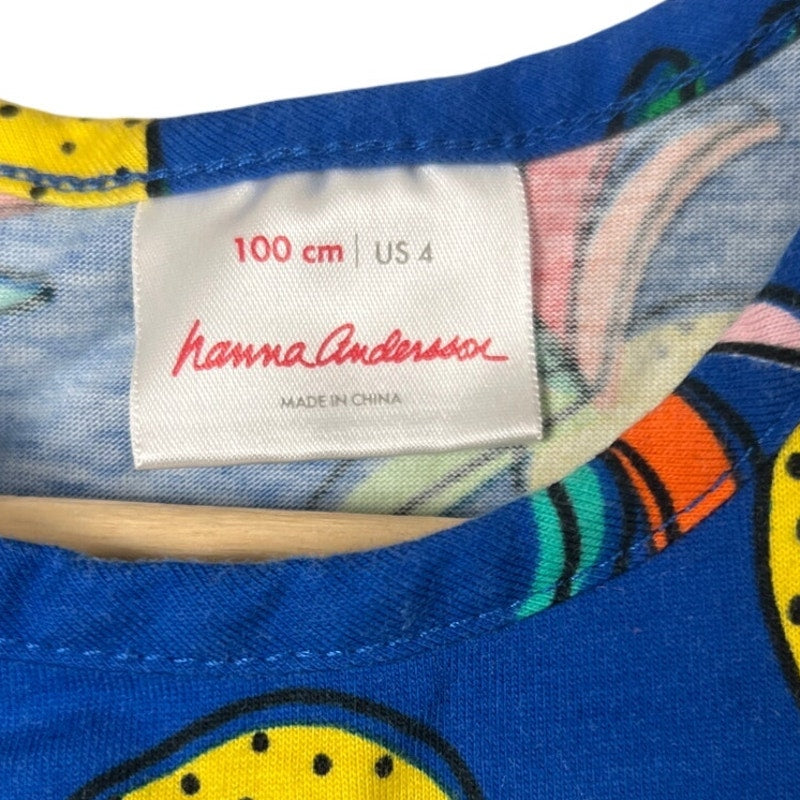 100 cm | US 4
hanna andersson
MADE IN CHINA